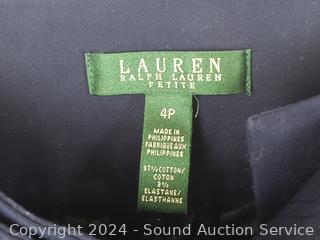 LAUREN
RALPH LAUREN
PETITE
4P
MADE IN
PHILIPPINES
FABRIQUE AUX
PHILIPPINES
97% COTTON/
COTON
3%
ELASTANE/
ELASTHANNE
Copyright 2024 - Sound Auction Service